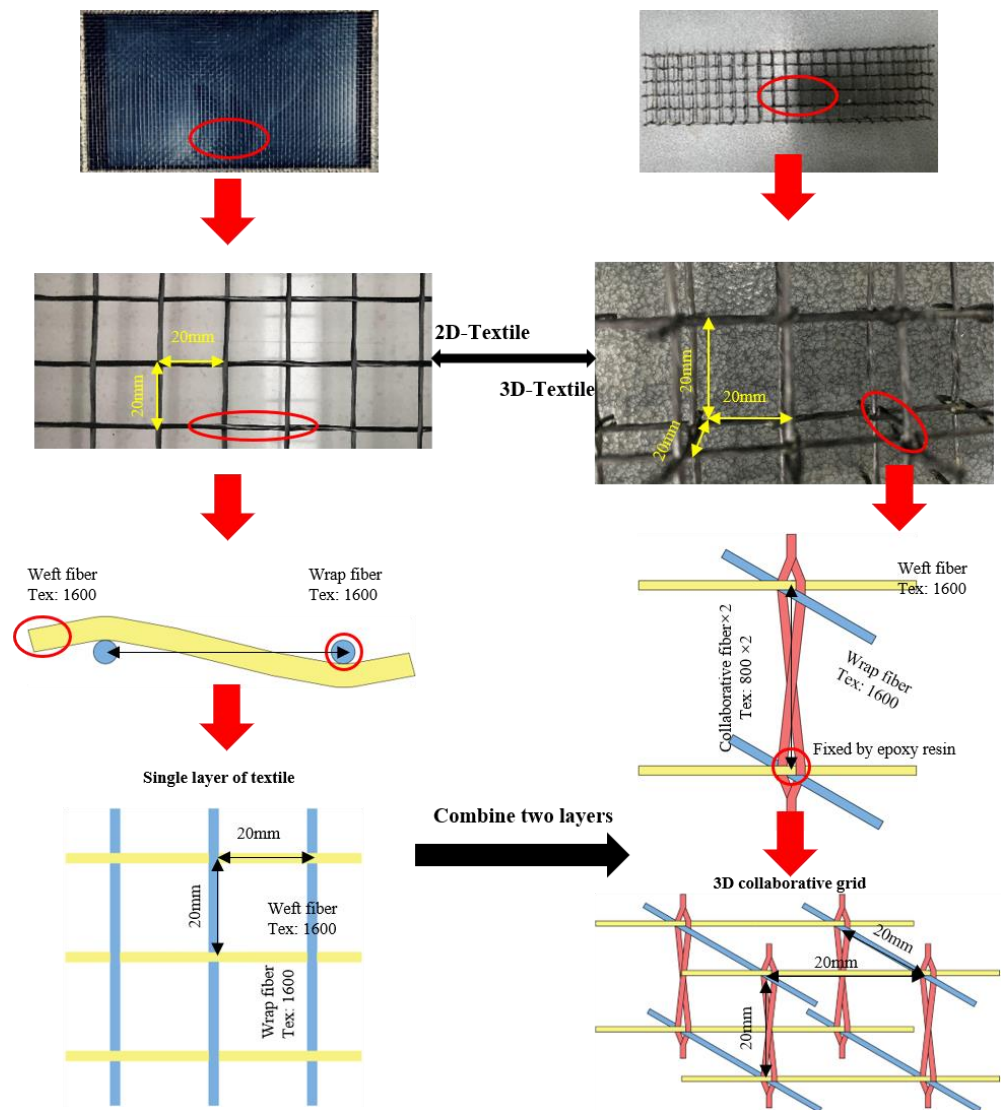 20mm
20mm
2D-Textile
3D-Textile
20mm
20mm
20mm
Weft fiber
Tex: 1600
Wrap fiber
Tex: 1600
Weft fiber
Tex: 1600
Collaborative fiber×2
Tex: 800 ×2
Wrap fiber
Tex: 1600
Fixed by epoxy resin
Single layer of textile
20mm
20mm
Weft fiber
Tex: 1600
Wrap fiber
Tex: 1600
Combine two layers
3D collaborative grid
20mm
20mm
20mm